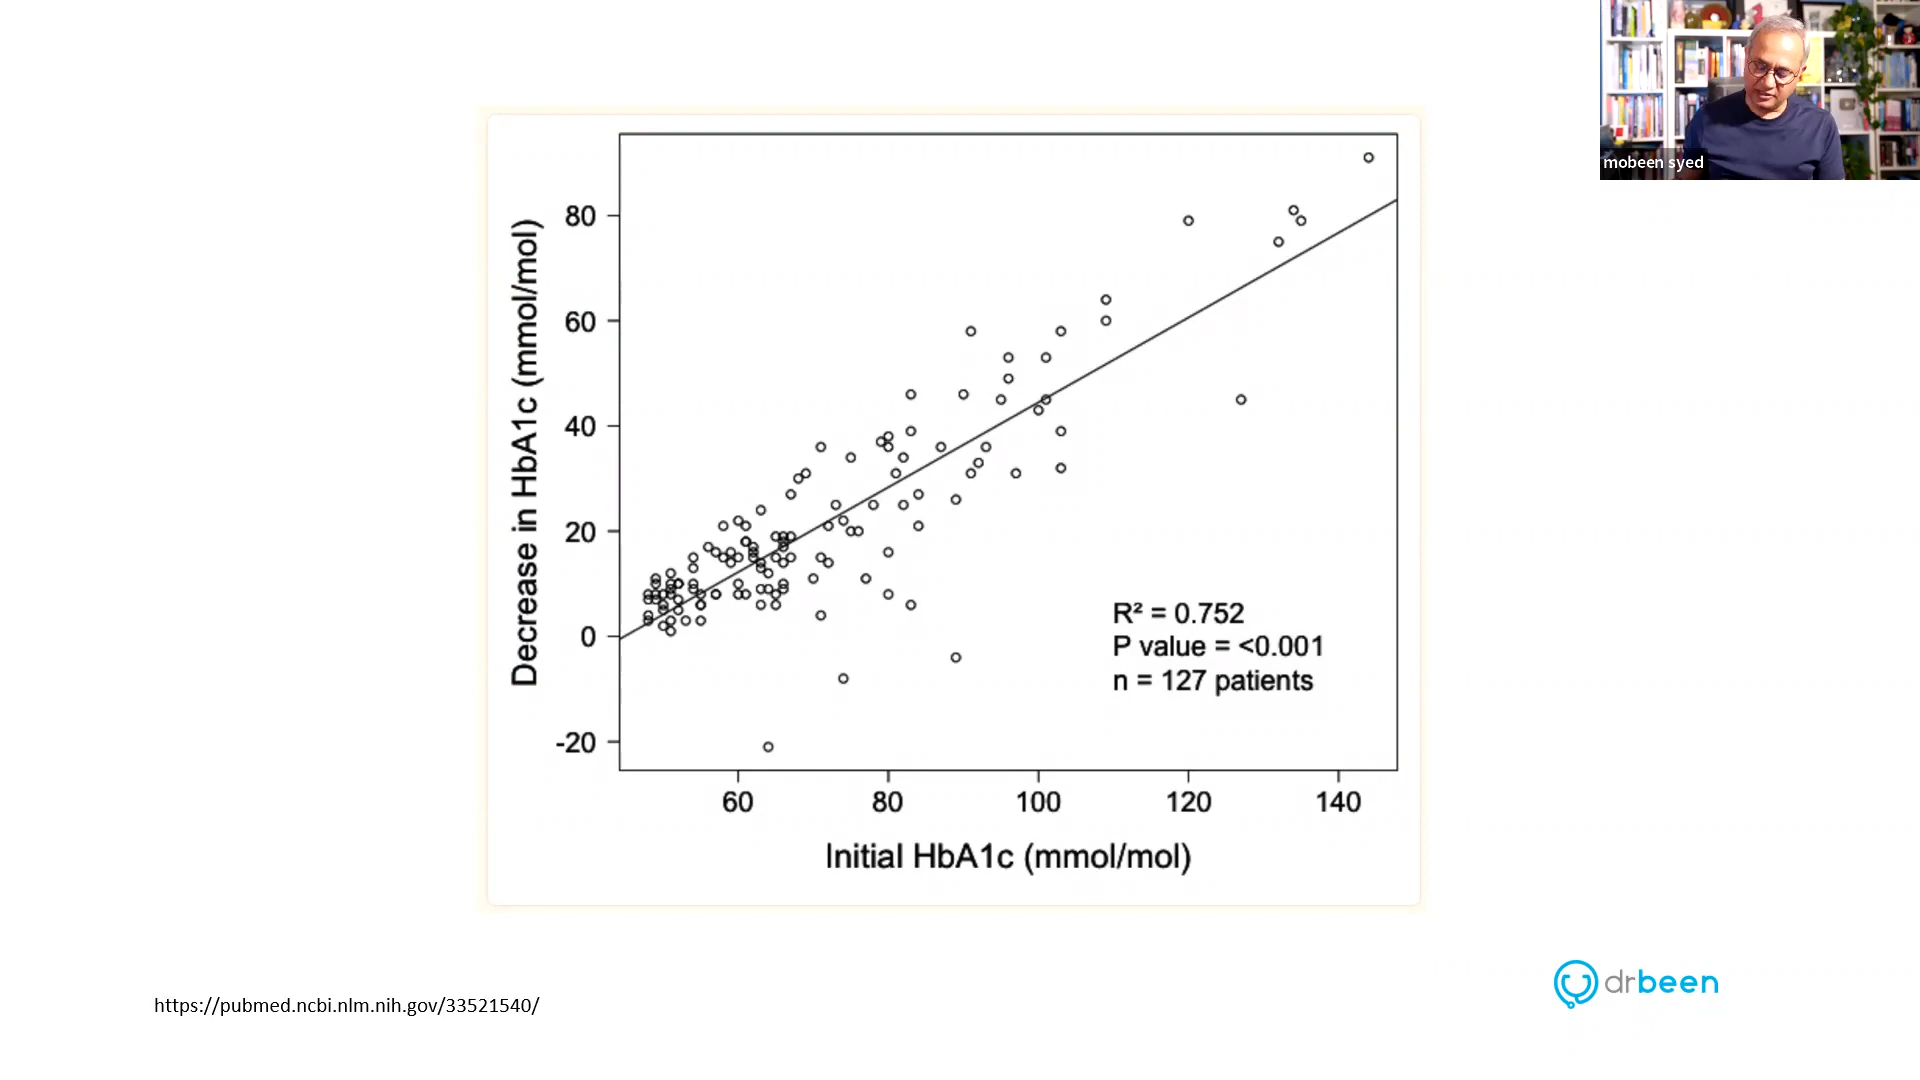 mobeen syed
Decrease in HbA1c (mmol/mol)
80
60
40
20
0
-20
R² = 0.752
P value = <0.001
n = 127 patients
60 80 100 120 140
Initial HbA1c (mmol/mol)
drbeen
https://pubmed.ncbi.nlm.nih.gov/33521540/